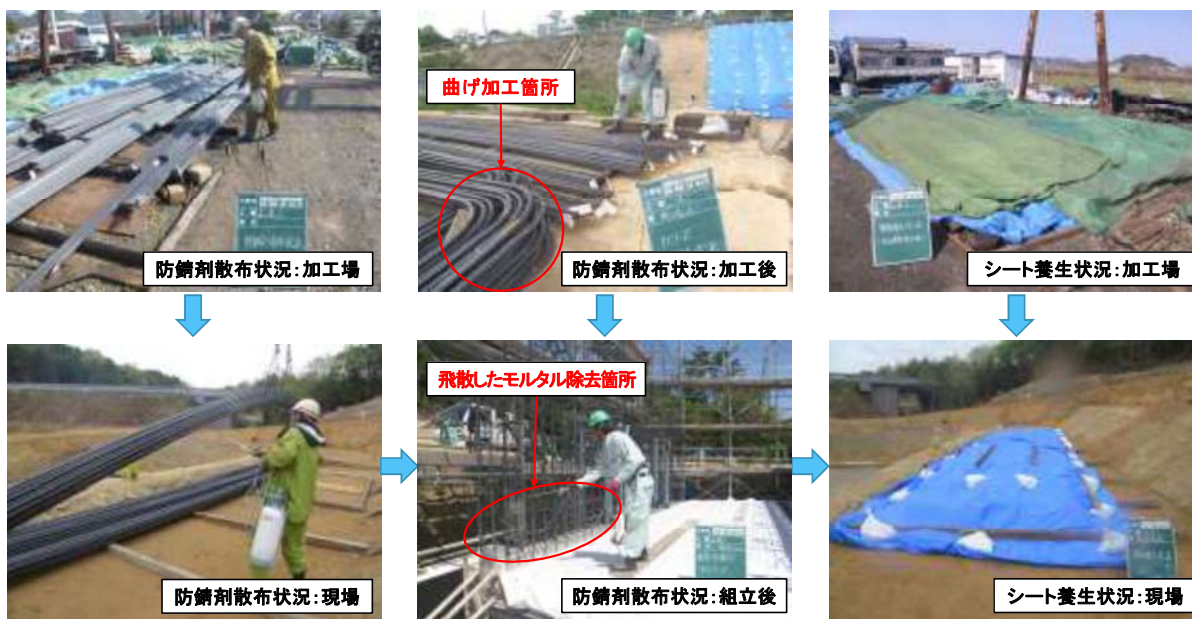 曲げ加工箇所
防錆剤散布状況：加工場
防錆剤散布状況：加工後
シート養生状況：加工場
飛散したモルタル除去箇所
防錆剤散布状況：現場
防錆剤散布状況：組立後
シート養生状況：現場